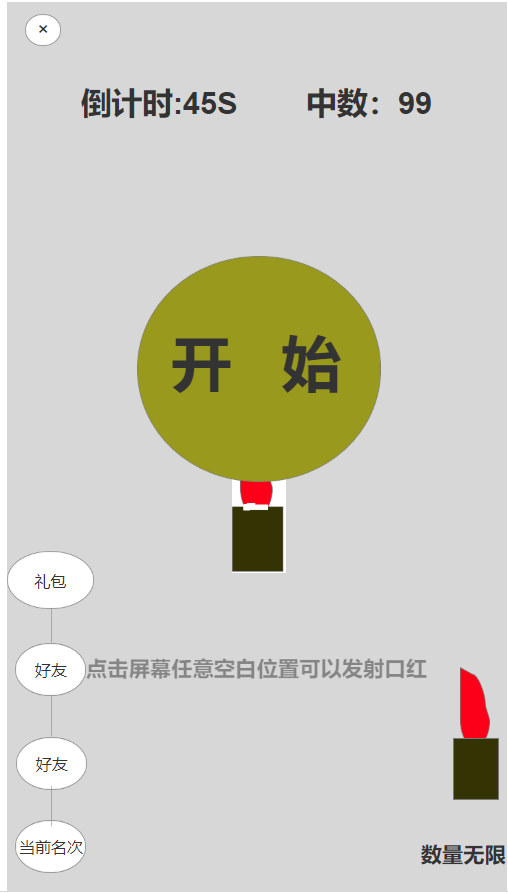 ×
倒计时:45S 中数：99
开 始
礼包
好友
点击屏幕任意空白位置可以发射口红
好友
当前名次
数量无限